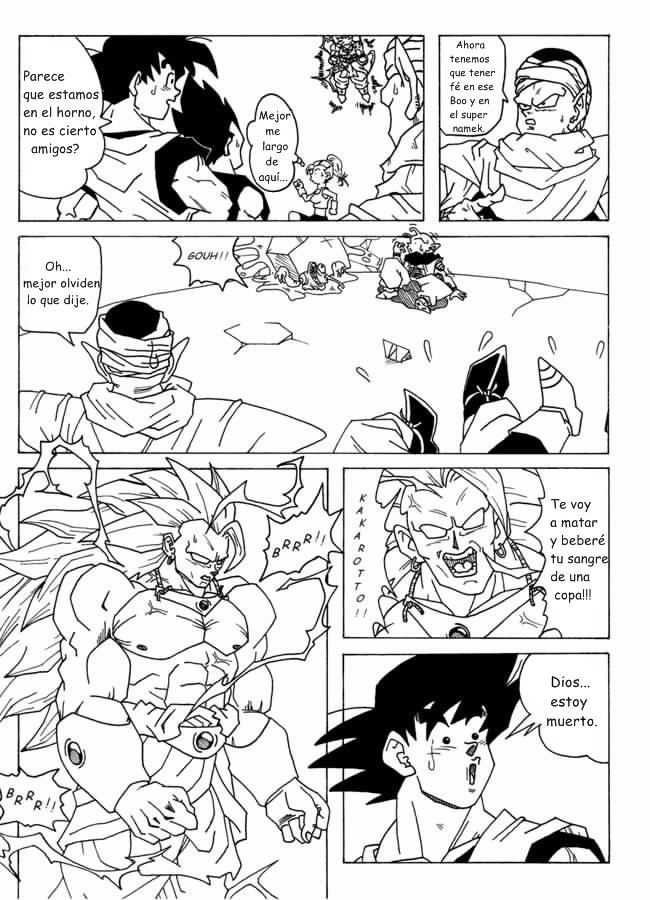 Parece
que estamos
en el horno,
no es cierto
amigos?
Mejor
me
largo
de
aquí...
Ahora
tenemos
que tener
fé en ese
Boo y en
el super
namek.
Oh...
mejor olviden
lo que dije.
GOUH!!
BRRR!!
BRRR!!
KAKAROTTO!!
Te voy
a matar
y beberé
tu sangre
de una
copa!!!
Dios...
estoy
muerto.